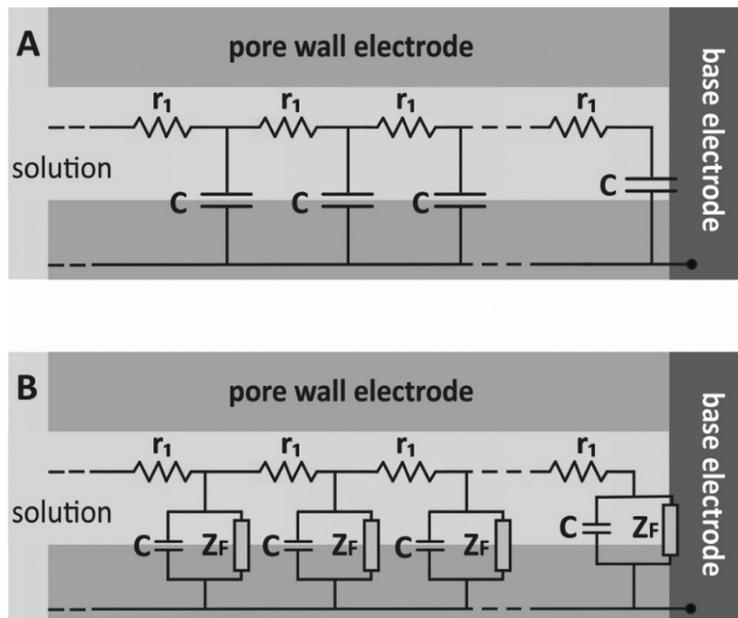 A
pore wall electrode
base electrode
r₁ r₁ r₁ r₁
solution
C C C C
B
pore wall electrode
base electrode
r₁ r₁ r₁ r₁
solution
C ZF C ZF C ZF C ZF